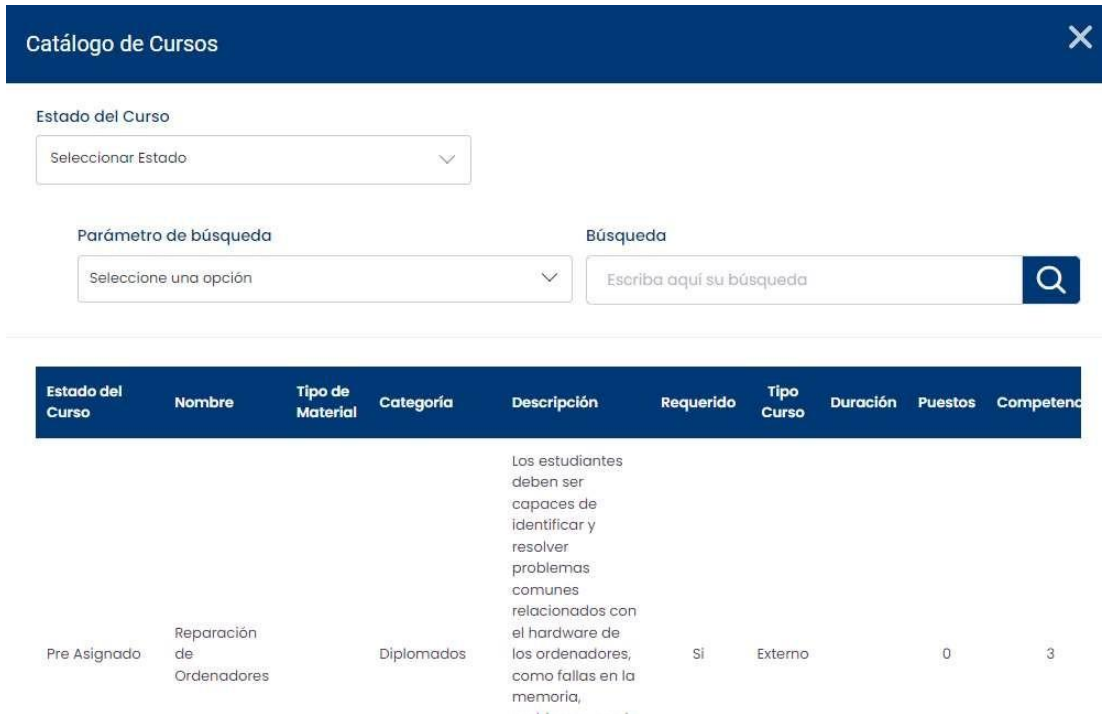 Catálogo de Cursos
Estado del Curso
Seleccionar Estado
Parámetro de búsqueda
Búsqueda
Seleccione una opción
Escriba aquí su búsqueda
Estado del
Curso
Nombre
Tipo de
Material
Categoría
Descripción
Requerido
Tipo
Curso
Duración
Puestos
Competenc
Pre Asignado
Reparación
de
Ordenadores
Diplomados
Los estudiantes
deben ser
capaces de
identificar y
resolver
problemas
comunes
relacionados con
el hardware de
los ordenadores,
como fallas en la
memoria,
Si
Externo
0
3